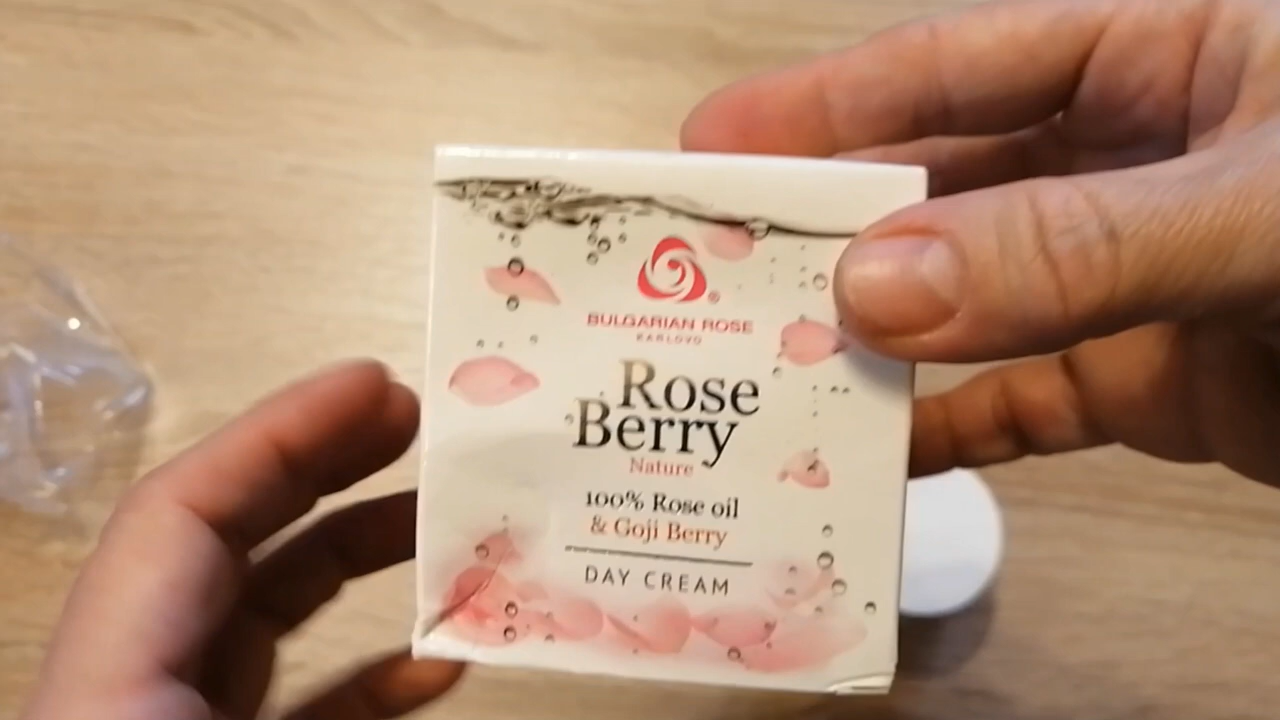 ®
BULGARIAN ROSE
KARLOVO
Rose
Berry
Nature
100% Rose oil
& Goji Berry
DAY CREAM